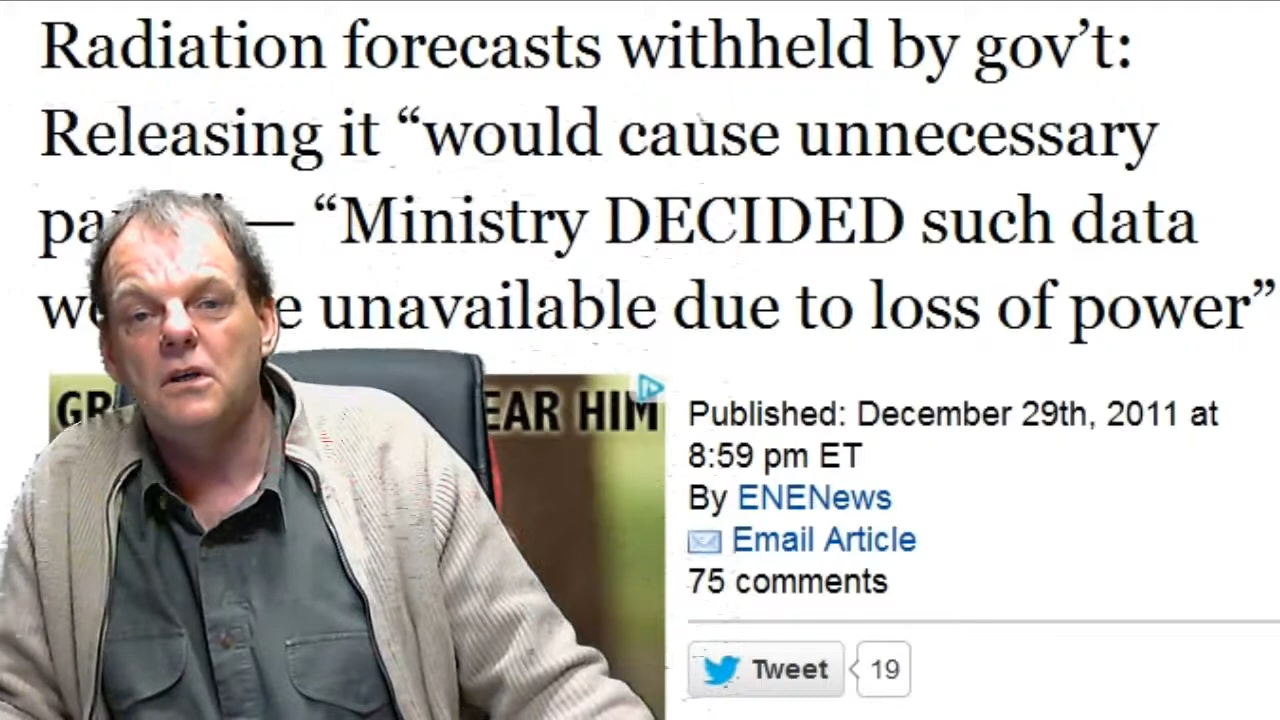 Radiation forecasts withheld by gov’t:
Releasing it “would cause unnecessary
— “Ministry DECIDED such data
unavailable due to loss of power”
EAR HIM
Published: December 29th, 2011 at
8:59 pm ET
By ENENews
Email Article
75 comments
Tweet 19